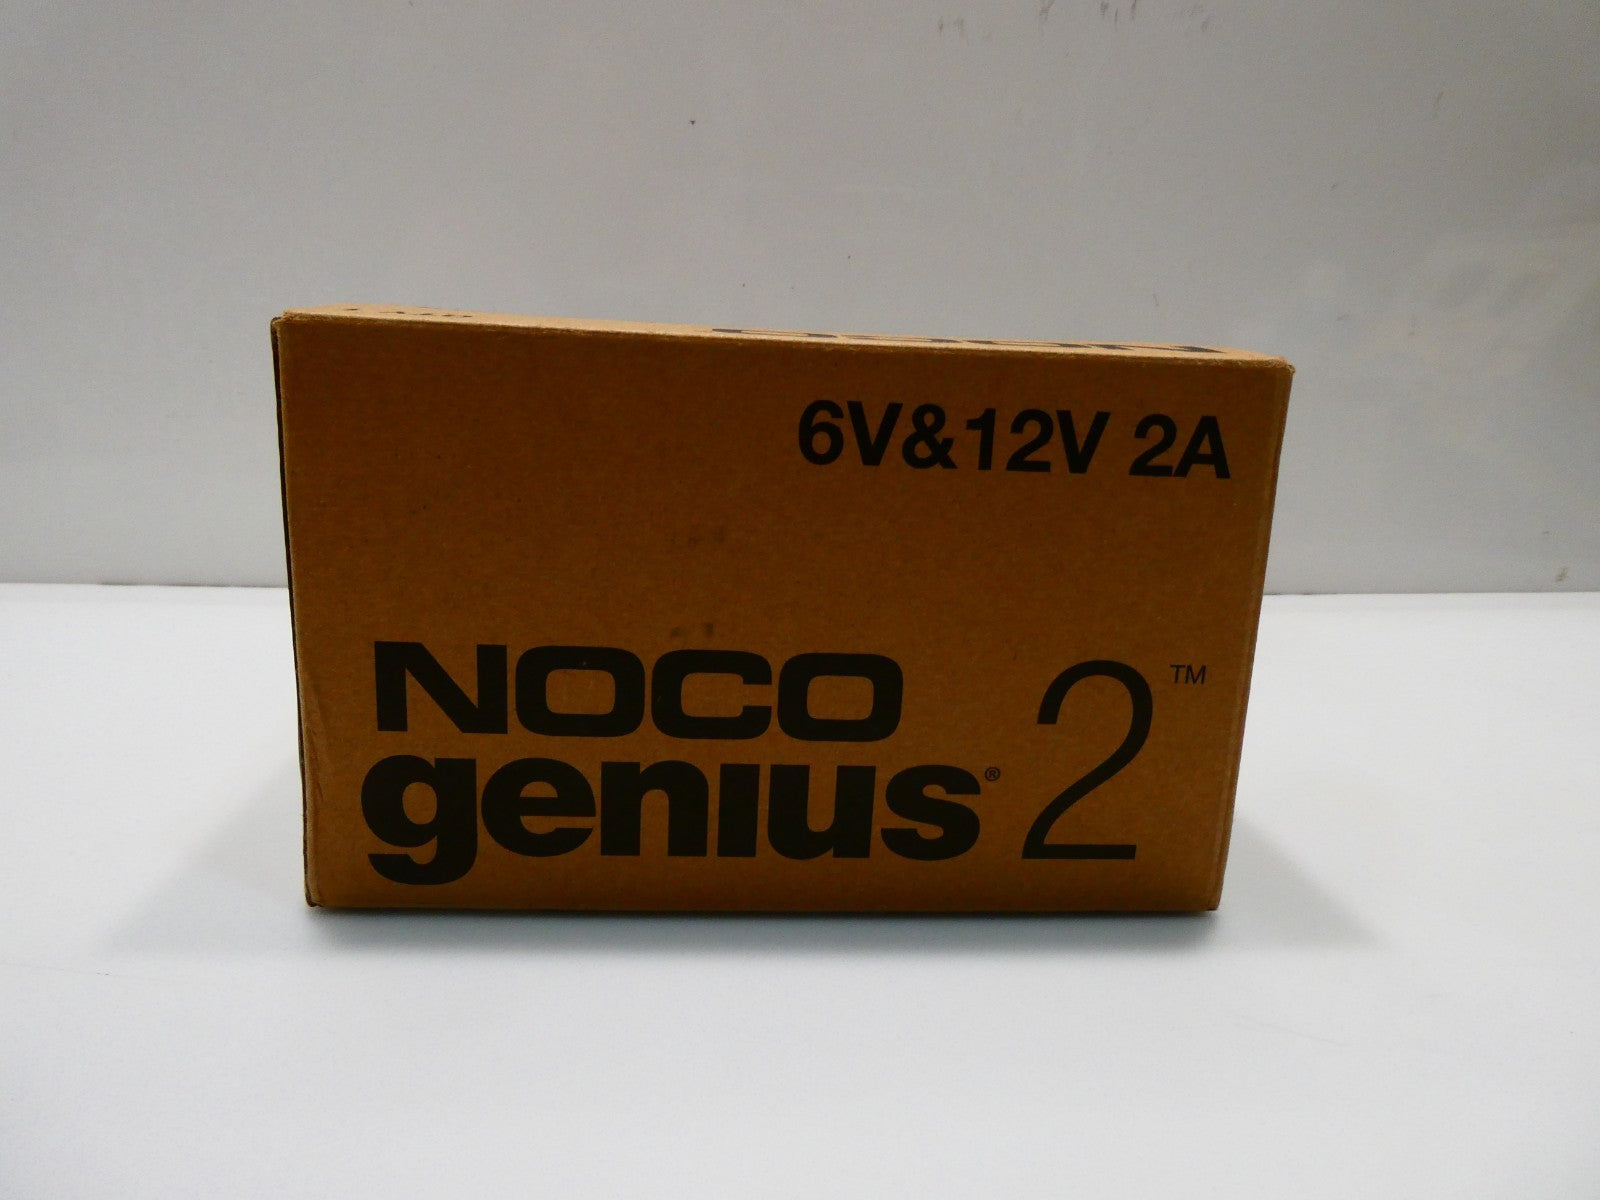 6V&12V 2A
NOCO
genius® 2™